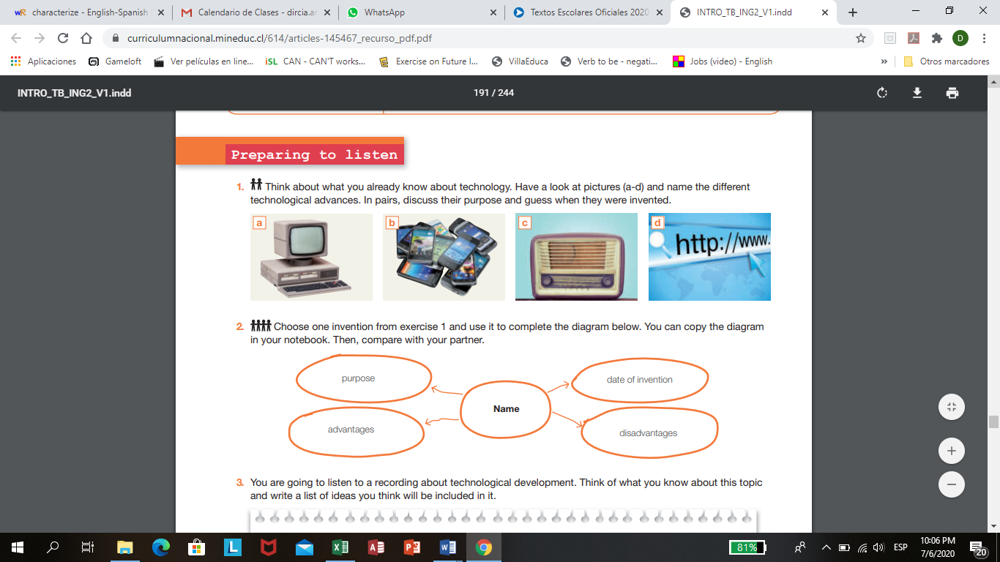 characterize - English-Spanish
Calendario de Clases - dircia.ar
WhatsApp
Textos Escolares Oficiales 2020
INTRO_TB_ING2_V1.indd
curriculumnacional.mineduc.cl/614/articles-145467_recurso_pdf.pdf
D
Aplicaciones
Gameloft
Ver películas en line...
iSL CAN - CAN'T works...
Exercise on Future I...
VillaEduca
Verb to be - negati...
Jobs (video) - English
»
Otros marcadores
INTRO_TB_ING2_V1.indd
191 / 244
Preparing to listen
1. Think about what you already know about technology. Have a look at pictures (a-d) and name the different
technological advances. In pairs, discuss their purpose and guess when they were invented.
a
b
c
d
http://www.
2. Choose one invention from exercise 1 and use it to complete the diagram below. You can copy the diagram
in your notebook. Then, compare with your partner.
purpose
date of invention
Name
advantages
disadvantages
3. You are going to listen to a recording about technological development. Think of what you know about this topic
and write a list of ideas you think will be included in it.
81%
ESP
10:06 PM
7/6/2020
20